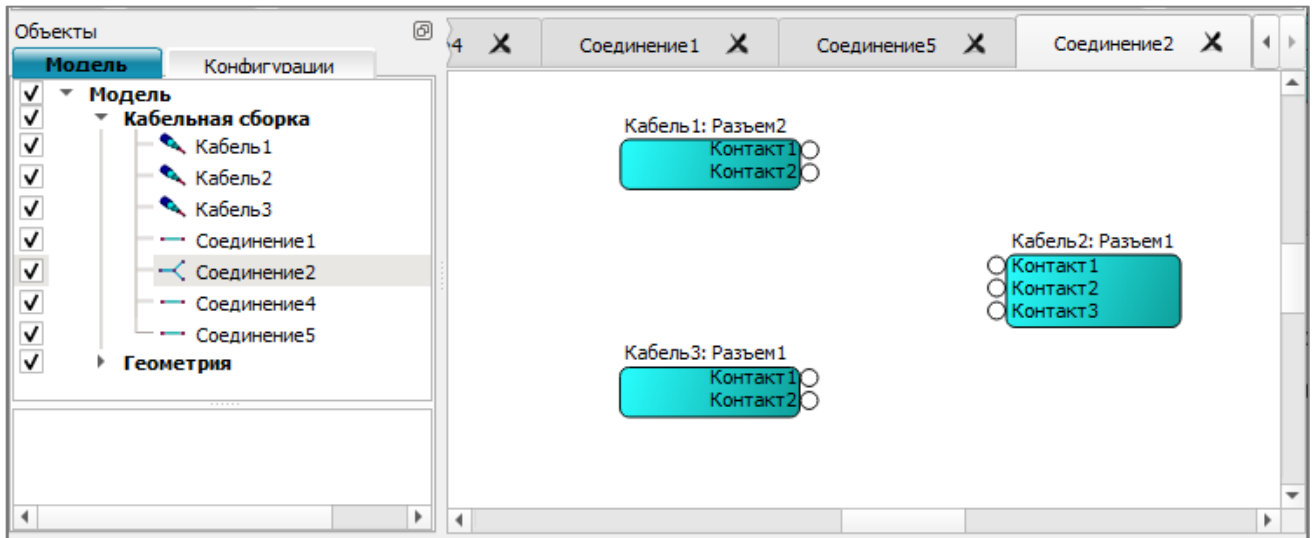 Объекты
Модель Конфигурации
Модель
Кабельная сборка
Кабель1
Кабель2
Кабель3
Соединение1
Соединение2
Соединение4
Соединение5
Геометрия
4 Соединение1 Соединение5 Соединение2
Кабель1: Разъем2
Контакт1
Контакт2
Кабель2: Разъем1
Контакт1
Контакт2
Контакт3
Кабель3: Разъем1
Контакт1
Контакт2